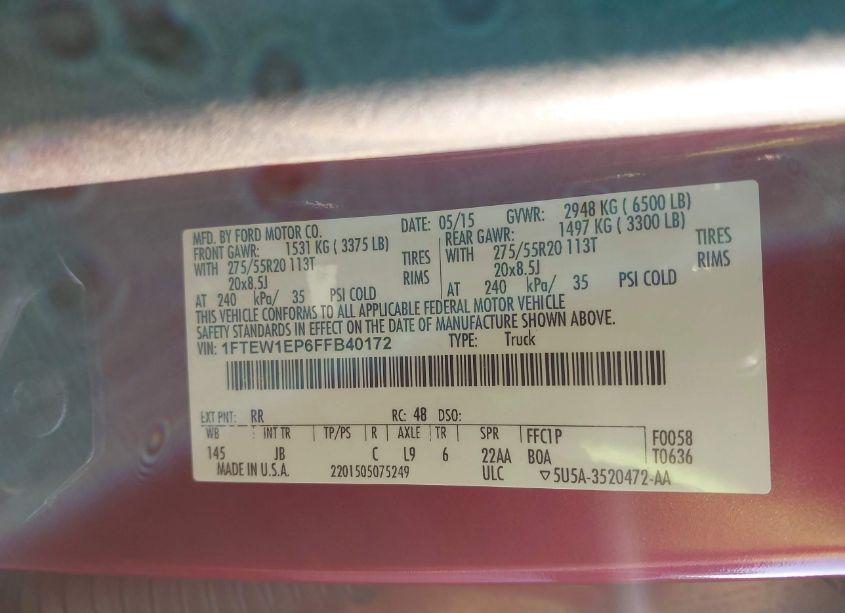 MFD. BY FORD MOTOR CO. DATE: 05/15 GVWR: 2948 KG ( 6500 LB)
FRONT GAWR: 1531 KG ( 3375 LB) REAR GAWR: 1497 KG ( 3300 LB)
WITH 275/55R20 113T TIRES WITH 275/55R20 113T TIRES
20x8.5J RIMS 20x8.5J RIMS
AT 240 kPa/ 35 PSI COLD AT 240 kPa/ 35 PSI COLD
THIS VEHICLE CONFORMS TO ALL APPLICABLE FEDERAL MOTOR VEHICLE
SAFETY STANDARDS IN EFFECT ON THE DATE OF MANUFACTURE SHOWN ABOVE.
VIN: 1FTEW1EP6FFB40172 TYPE: Truck
EXT PNT: RR RC: 48 DSO:
WB INT TR TP/PS R AXLE TR SPR FFC1P F0058
145 JB C L9 6 22AA BOA T0636
MADE IN U.S.A. 2201505075249 ULC ▽5U5A-3520472-AA